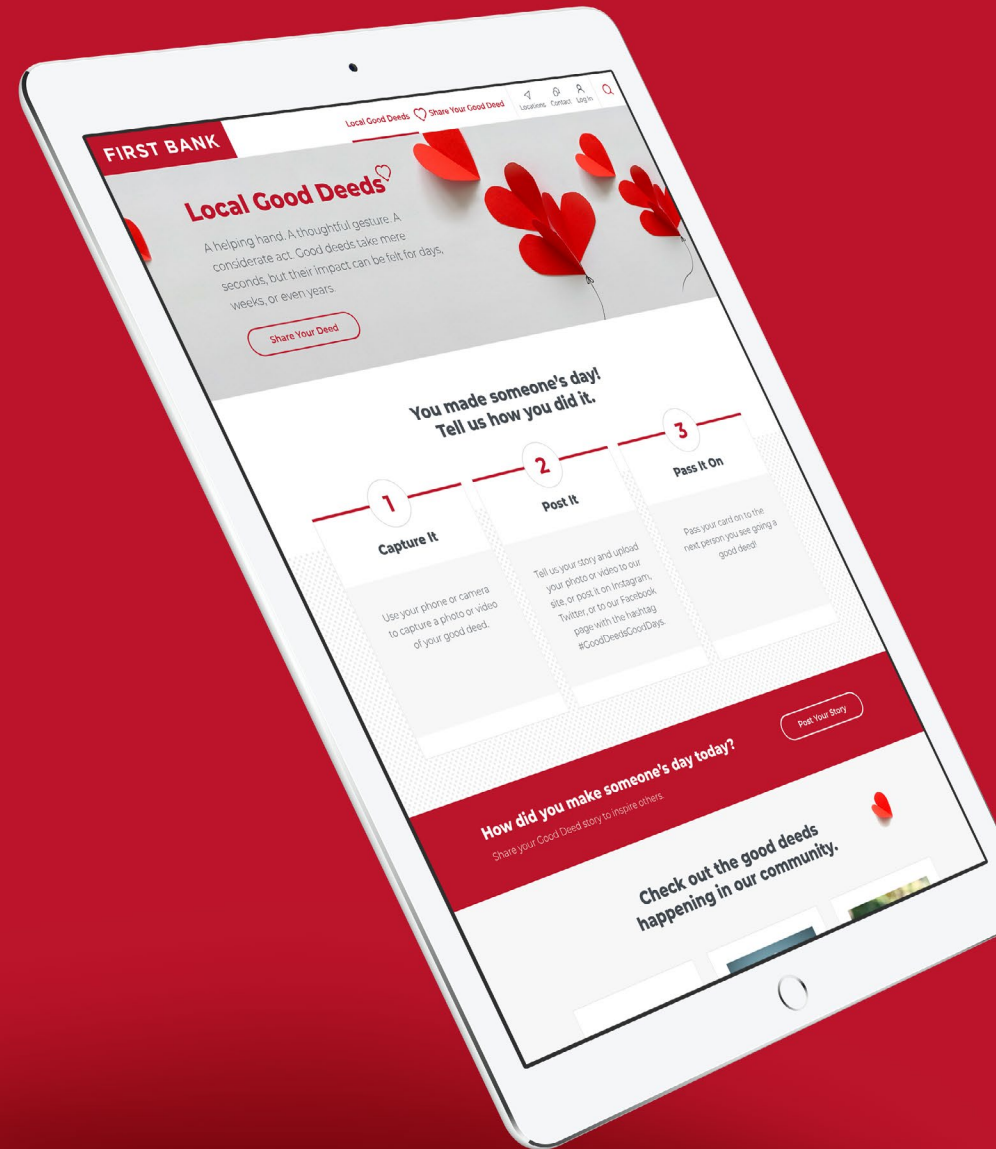 FIRST BANK
Local Good Deeds
Share Your Good Deed
Locations
Contact
Log In
Local Good Deeds
A helping hand. A thoughtful gesture. A
considerate act. Good deeds take mere
seconds, but their impact can be felt for days,
weeks, or even years.
Share Your Deed
You made someone's day!
Tell us how you did it.
1
Capture It
Use your phone or camera
to capture a photo or video
of your good deed.
2
Post It
Tell us your story and upload
your photo or video to our
site, or post it on Instagram,
Twitter, or to our Facebook
page with the hashtag
#GoodDeedsGoodDays.
3
Pass It On
Pass your card on to the
next person you see going a
good deed!
How did you make someone's day today?
Share your Good Deed story to inspire others.
Post Your Story
Check out the good deeds
happening in our community.